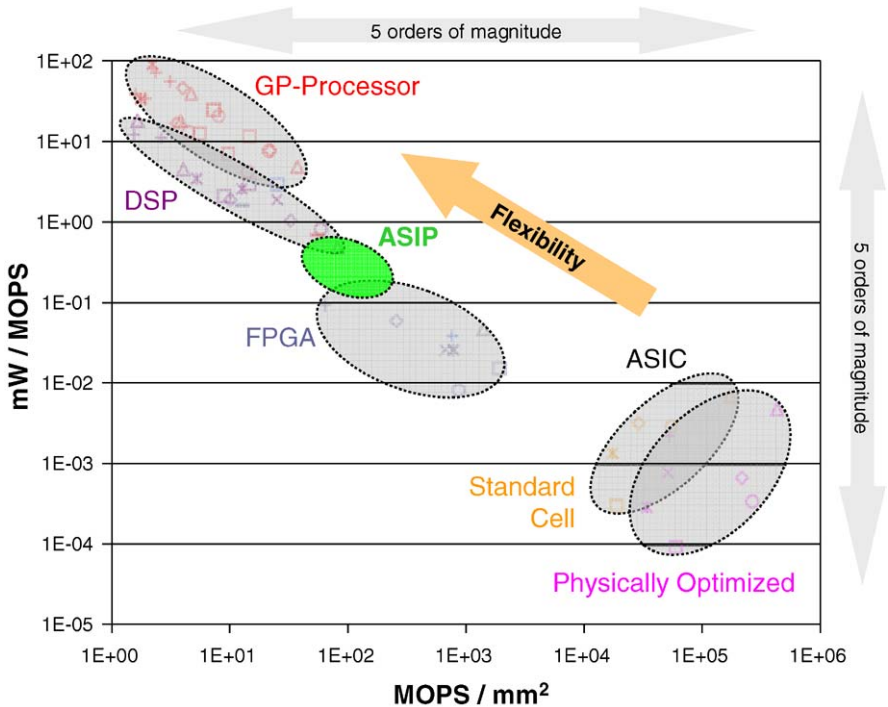 5 orders of magnitude
1E+02
GP-Processor
1E+01
DSP
1E+00
ASIP
Flexibility
mW / MOPS
5 orders of magnitude
1E-01
FPGA
ASIC
1E-02
1E-03
Standard
Cell
1E-04
Physically Optimized
1E-05
1E+00 1E+01 1E+02 1E+03 1E+04 1E+05 1E+06
MOPS / mm²